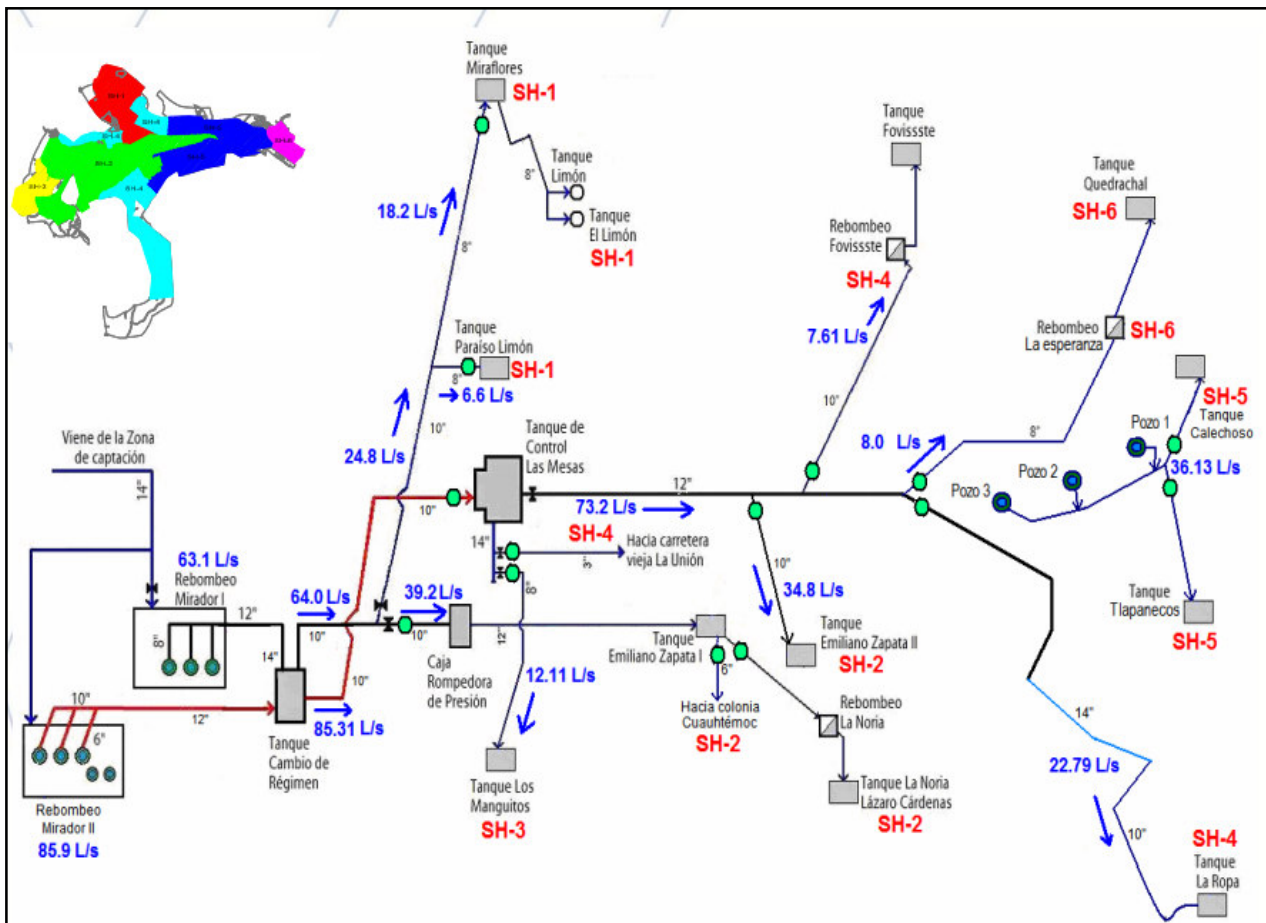 Tanque
Miraflores
SH-1
8"
Tanque
Limón
Tanque
El Limón
SH-1
18.2 L/s
8"
Tanque
Paraíso Limón
SH-1
8"
6.6 L/s
24.8 L/s
10"
Tanque
Fovissste
Rebombeo
Fovissste
SH-4
7.61 L/s
10"
Tanque
Quedrachal
SH-6
Rebombeo
La esperanza
SH-6
8.0 L/s
8"
SH-5
Tanque
Calechoso
Pozo 1
Pozo 2
Pozo 3
36.13 L/s
Tanque
Tlapanecos
SH-5
Viene de la Zona
de captación
14"
63.1 L/s
Rebombeo
Mirador I
12"
8"
14"
10"
6"
12"
Rebombeo
Mirador II
85.9 L/s
Tanque
Cambio de
Régimen
64.0 L/s
10"
10"
85.31 L/s
39.2 L/s
10"
Caja
Rompedora
de Presión
10"
Tanque de
Control
Las Mesas
73.2 L/s
12"
SH-4
14"
Hacia carretera
vieja La Unión
3"
8"
12"
12.11 L/s
Tanque Los
Manguitos
SH-3
Tanque
Emiliano Zapata I
6"
Hacia colonia
Cuauhtémoc
SH-2
10"
34.8 L/s
Tanque
Emiliano Zapata II
SH-2
Rebombeo
La Noria
Tanque La Noria
Lázaro Cárdenas
SH-2
14"
22.79 L/s
10"
SH-4
Tanque
La Ropa